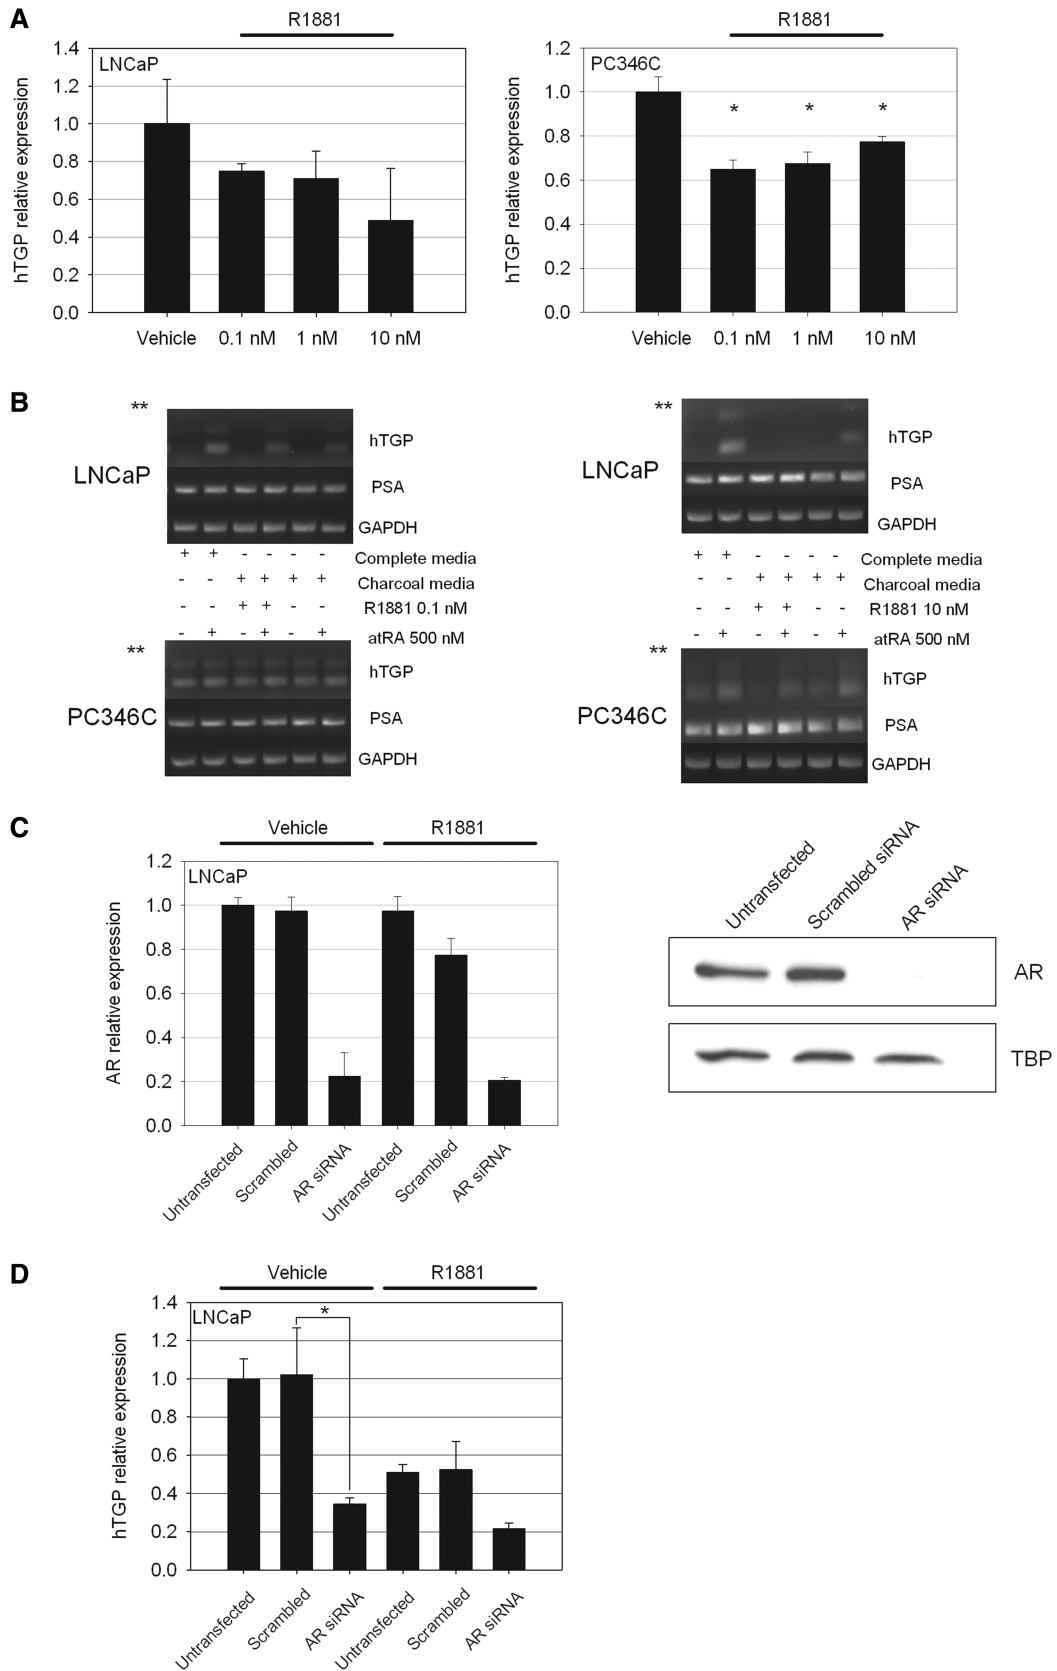 A
R1881
R1881
LNCaP
PC346C
hTGP relative expression
1.4
1.2
1.0
0.8
0.6
0.4
0.2
0.0
Vehicle 0.1 nM 1 nM 10 nM
hTGP relative expression
1.2
1.0
0.8
0.6
0.4
0.2
0.0
* * *
Vehicle 0.1 nM 1 nM 10 nM
B
**
LNCaP
hTGP
PSA
GAPDH
+ + - - - - Complete media
- - + + + + Charcoal media
- - + + - - R1881 0.1 nM
- + - + - + atRA 500 nM
**
PC346C
hTGP
PSA
GAPDH
**
LNCaP
hTGP
PSA
GAPDH
+ + - - - - Complete media
- - + + + + Charcoal media
- - + + - - R1881 10 nM
- + - + - + atRA 500 nM
**
PC346C
hTGP
PSA
GAPDH
C
Vehicle R1881
LNCaP
AR relative expression
1.2
1.0
0.8
0.6
0.4
0.2
0.0
Untransfected Scrambled AR siRNA Untransfected Scrambled AR siRNA
Untransfected Scrambled siRNA AR siRNA
AR
TBP
D
Vehicle R1881
LNCaP
*
hTGP relative expression
1.4
1.2
1.0
0.8
0.6
0.4
0.2
0.0
Untransfected Scrambled AR siRNA Untransfected Scrambled AR siRNA